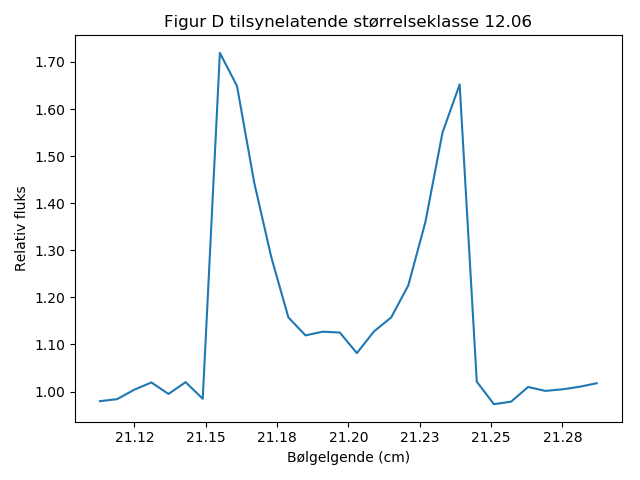 Figur D tilsynelatende størrelseklasse 12.06
1.70
1.60
1.50
1.40
1.30
1.20
1.10
1.00
Relativ fluks
21.12 21.15 21.18 21.20 21.23 21.25 21.28
Bølgelgende (cm)